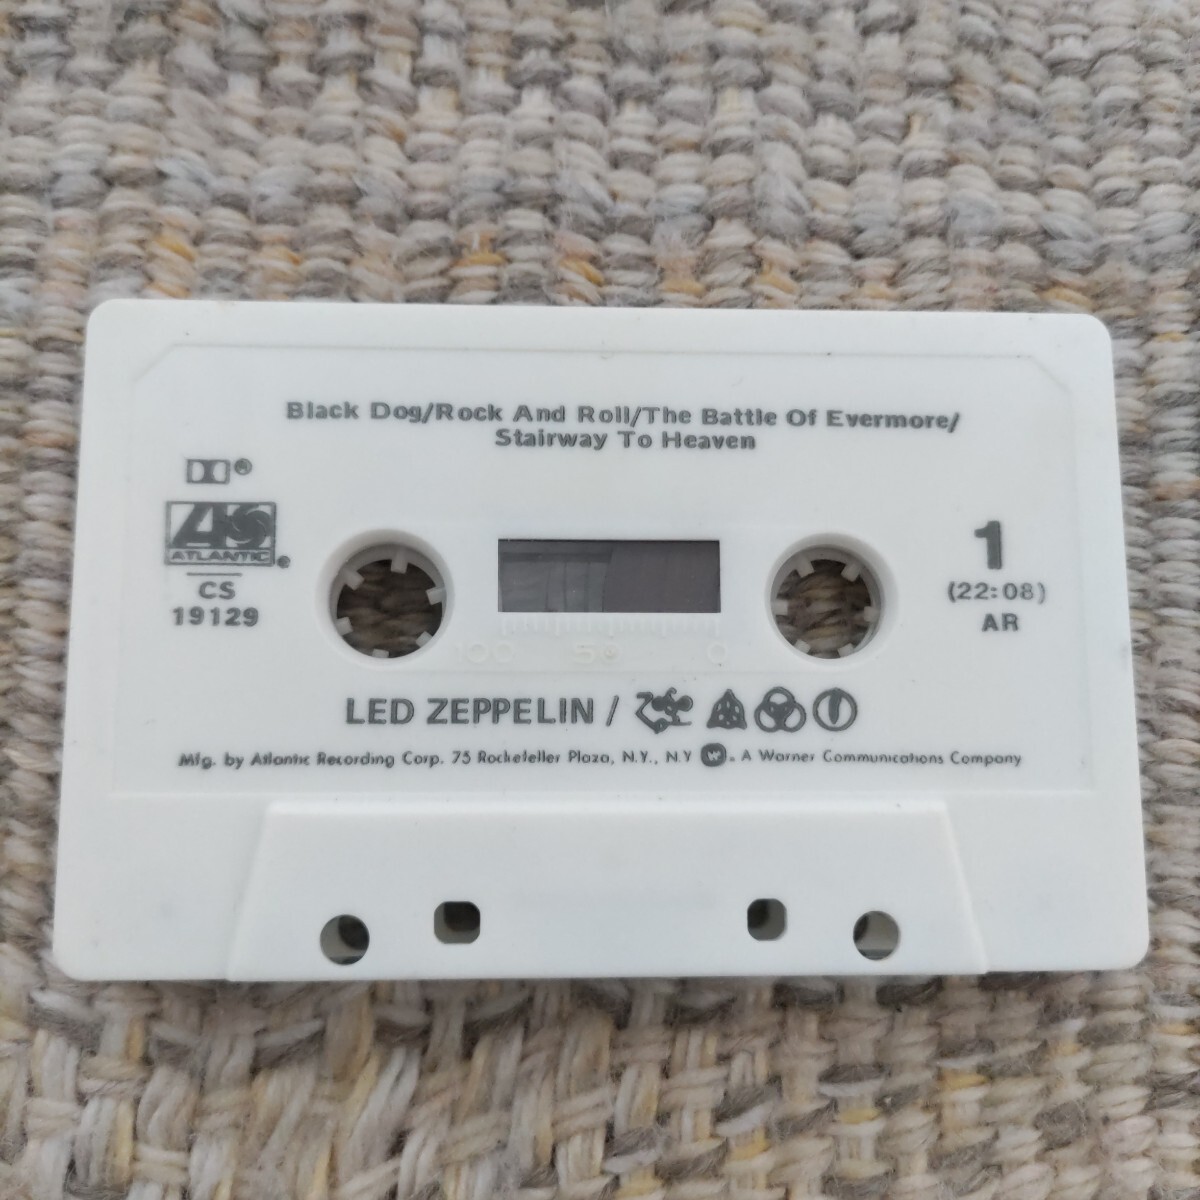 Black Dog/Rock And Roll/The Battle Of Evermore/
Stairway To Heaven
®
ATLANTIC
CS
19129
1
(22:08)
AR
100 50 0
LED ZEPPELIN /
Mfg. by Atlantic Recording Corp. 75 Rockefeller Plaza, N.Y., N.Y W. A Warner Communications Company